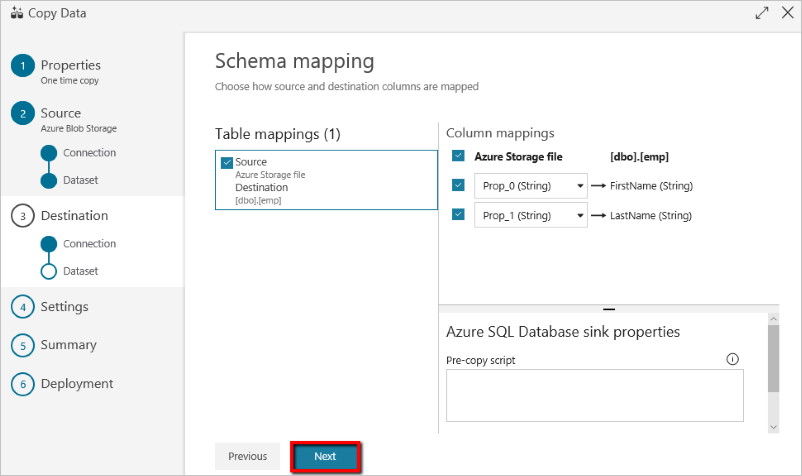 Copy Data
1 Properties
One time copy
2 Source
Azure Blob Storage
Connection
Dataset
3 Destination
Connection
Dataset
4 Settings
5 Summary
6 Deployment
Schema mapping
Choose how source and destination columns are mapped
Table mappings (1)
Source
Azure Storage file
Destination
[dbo].[emp]
Column mappings
Azure Storage file [dbo].[emp]
Prop_0 (String) FirstName (String)
Prop_1 (String) LastName (String)
Azure SQL Database sink properties
Pre-copy script
Previous Next